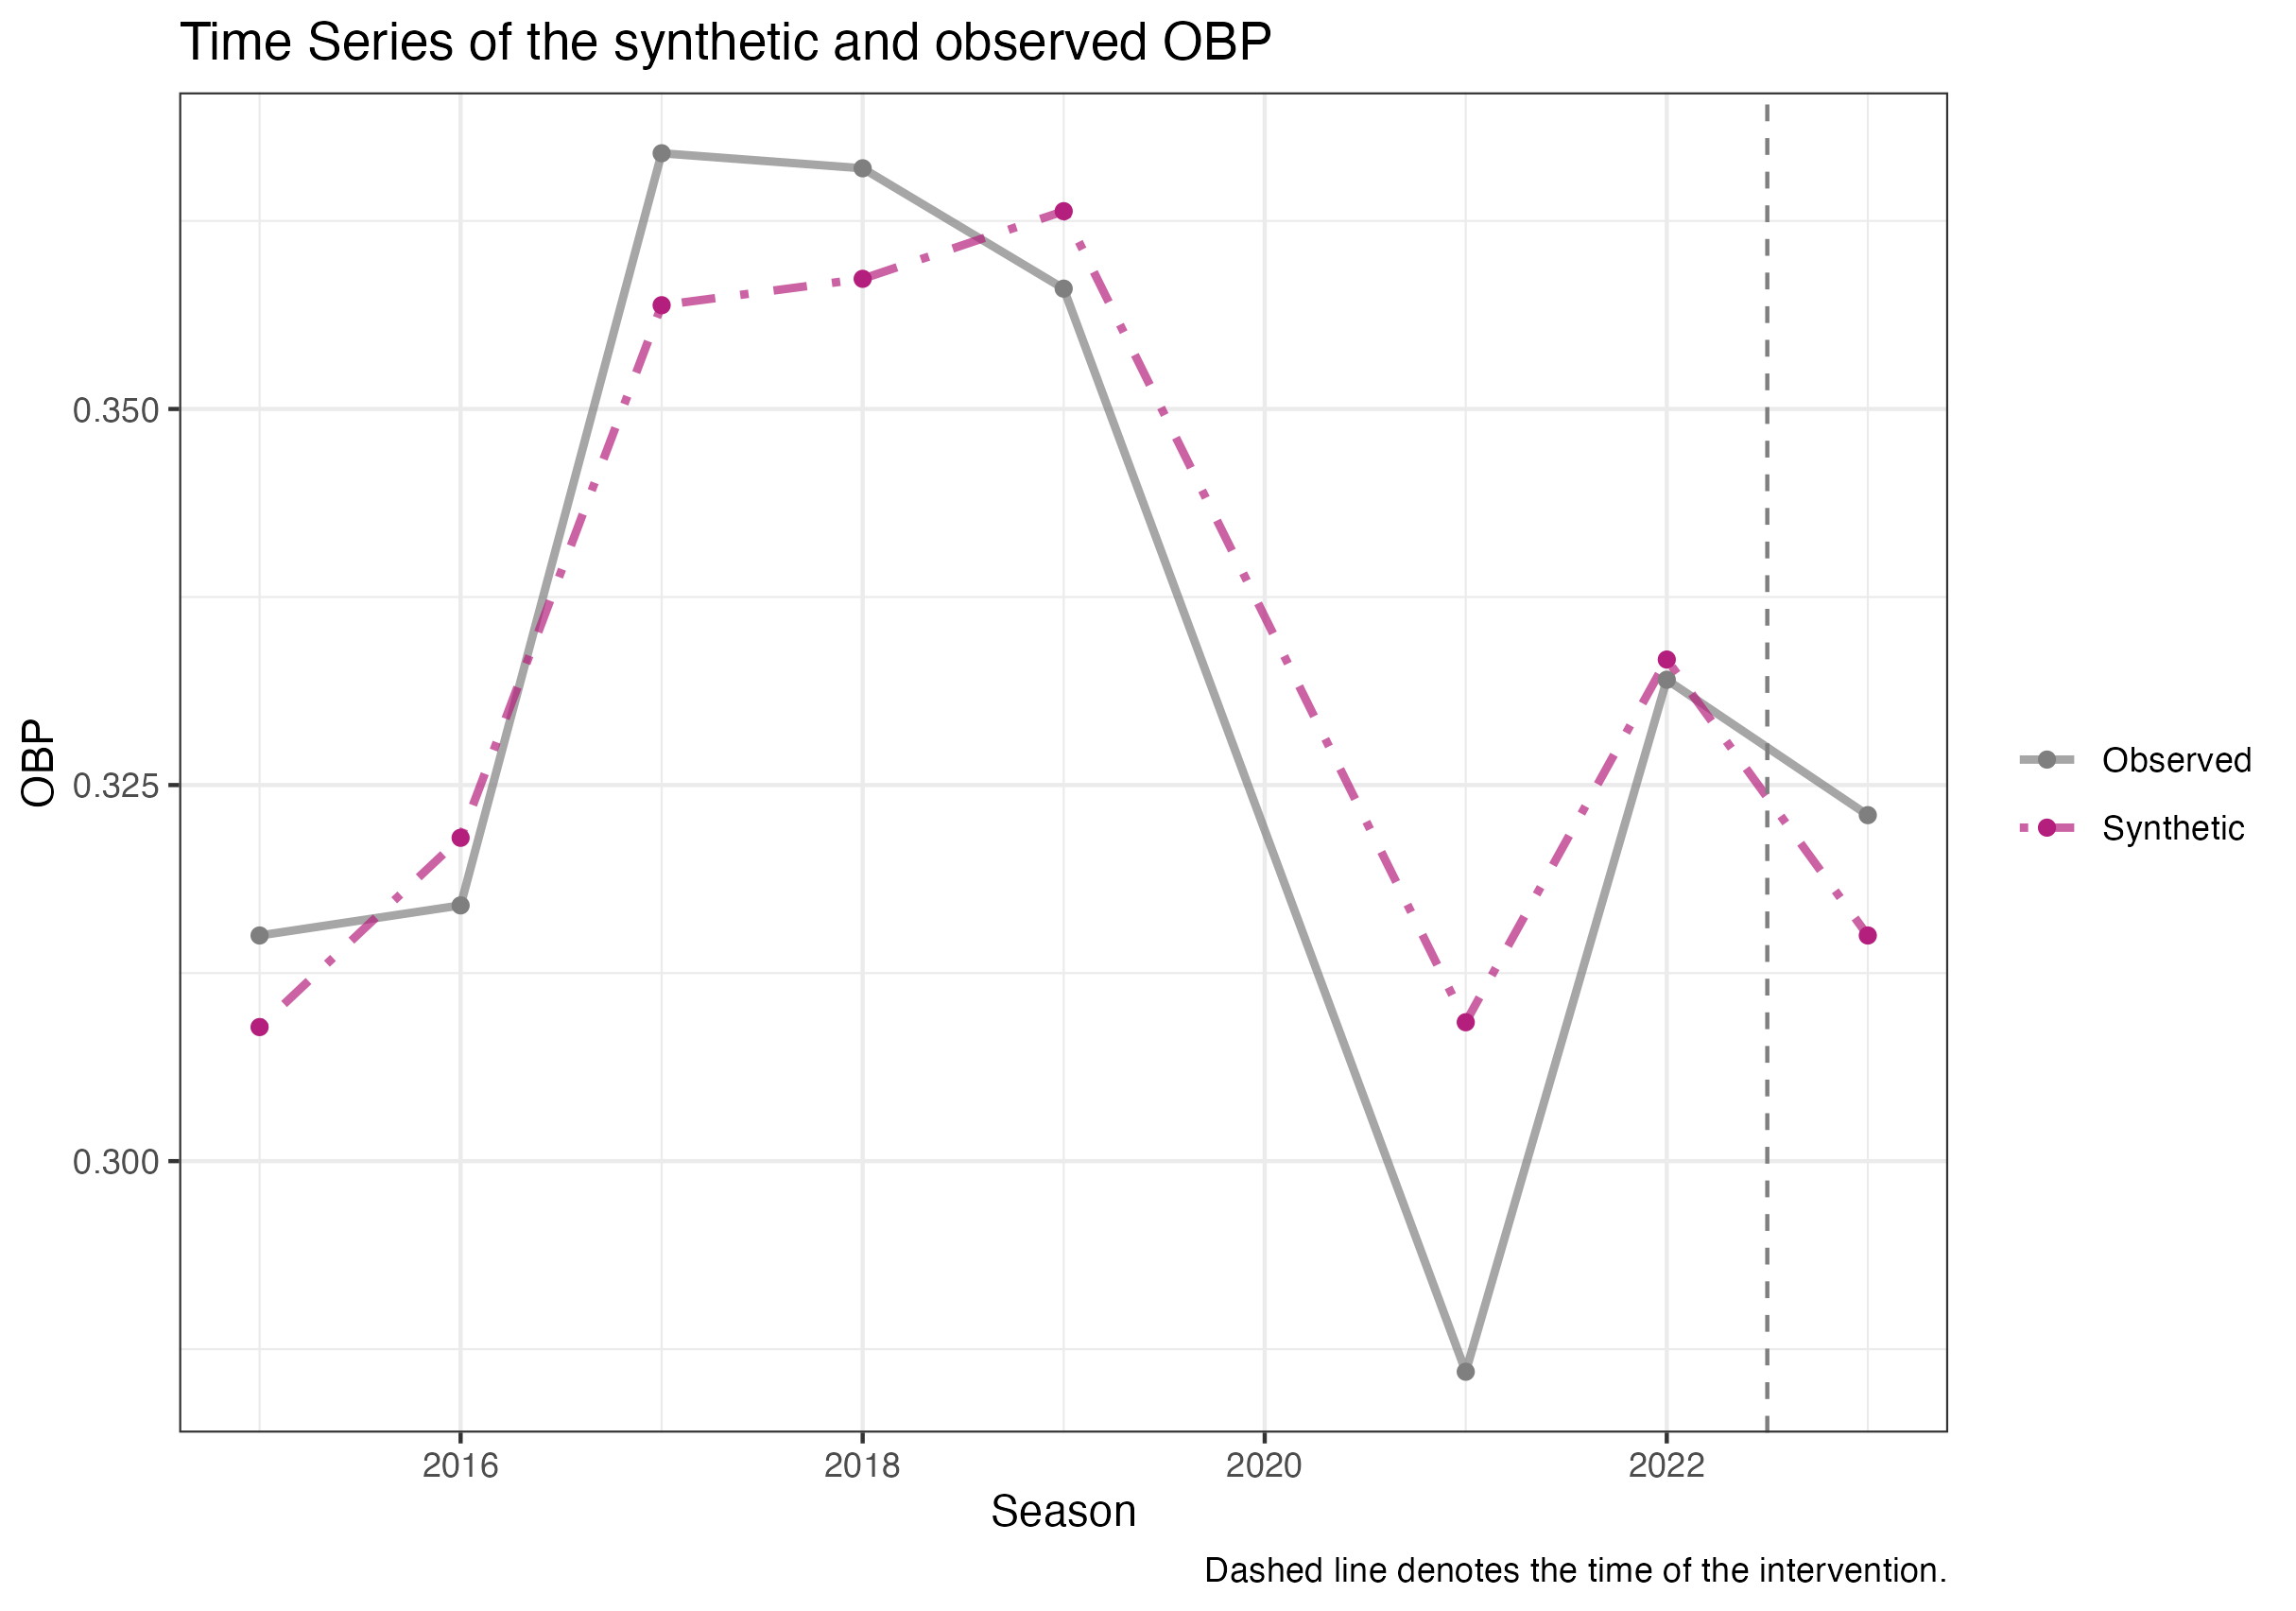 Time Series of the synthetic and observed OBP
OBP
0.350
0.325
0.300
2016
2018
2020
2022
Season
Observed
Synthetic
Dashed line denotes the time of the intervention.